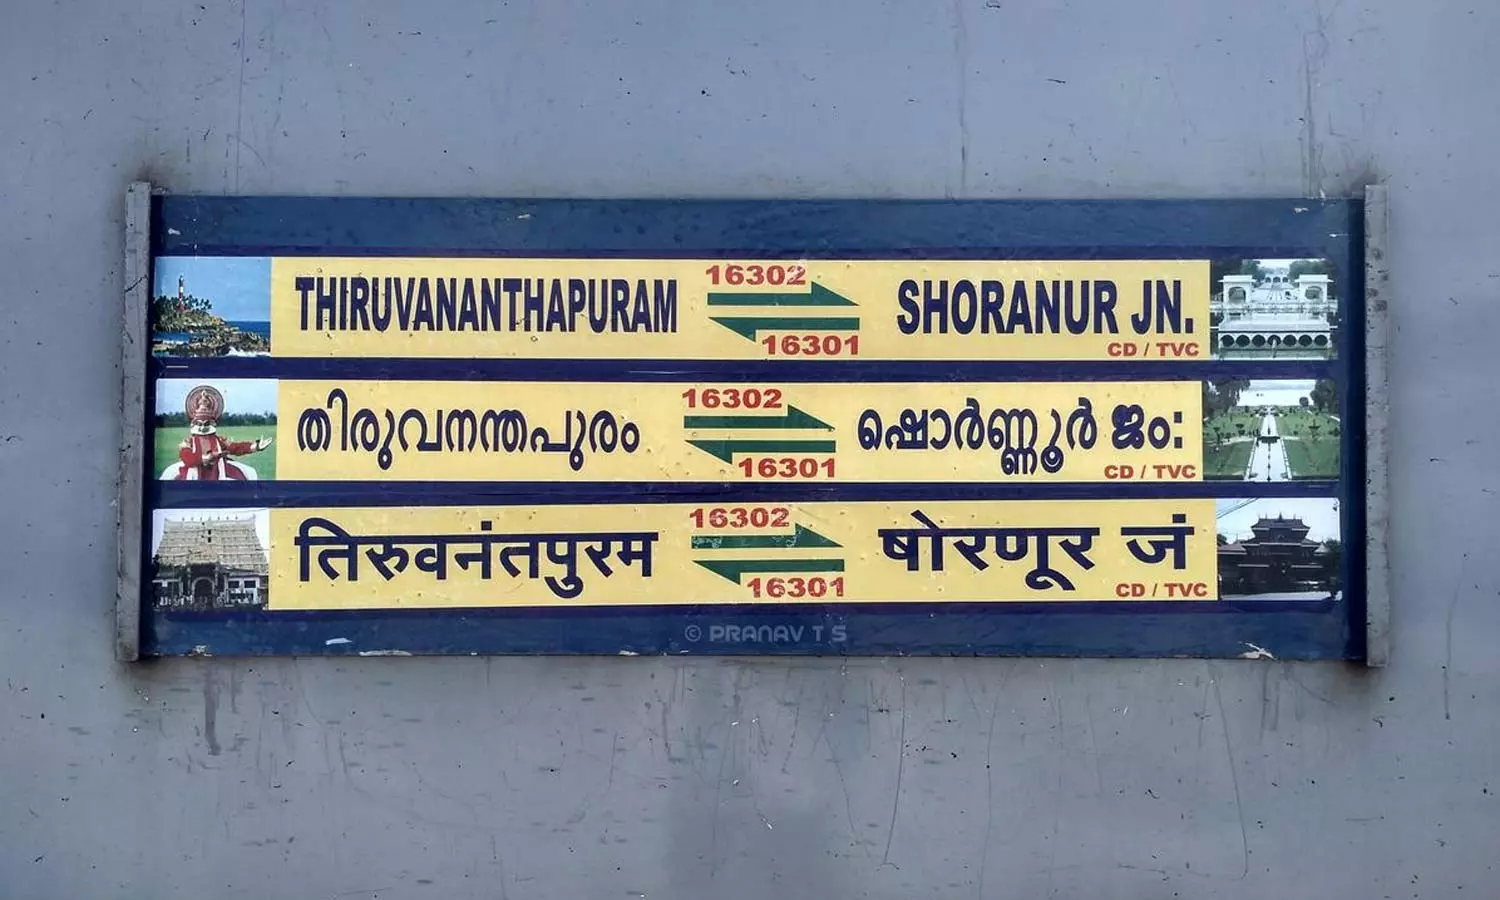 THIRUVANANTHAPURAM 16302 16301 SHORANUR JN.
CD / TVC
തിരുവനന്തപുരം 16302 16301 ഷൊർണ്ണൂർ ജം:
CD / TVC
तिरुवनंतपुरम 16302 16301 षोरणूर जं
CD / TVC
© PRANAV T S